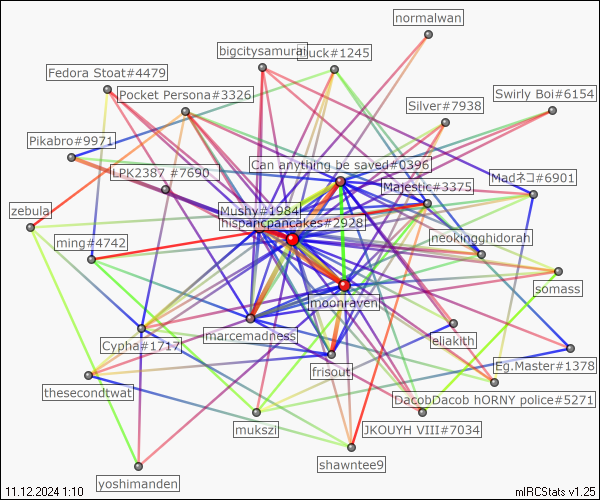 normalwan
bigcitysamurai
luck#1245
Fedora Stoat#4479
Pocket Persona#3326
Swirly Boi#6154
Silver#7938
Pikabro#9971
Can anything be saved#0396
LPK2387 #7690
Madネコ#6901
Majestic#3375
zebula
Mushy#1984
hispanicpancakes#2928
neokingghidorah
ming#4742
somass
moonraven
marcemadness
eliakith
Cypha#1717
Eg.Master#1378
frisout
thesecondtwat
DacobDacob hORNY police#5271
mukszi
JKOUYH VIII#7034
shawntee9
yoshimanden
11.12.2024 1:10
mIRCStats v1.25